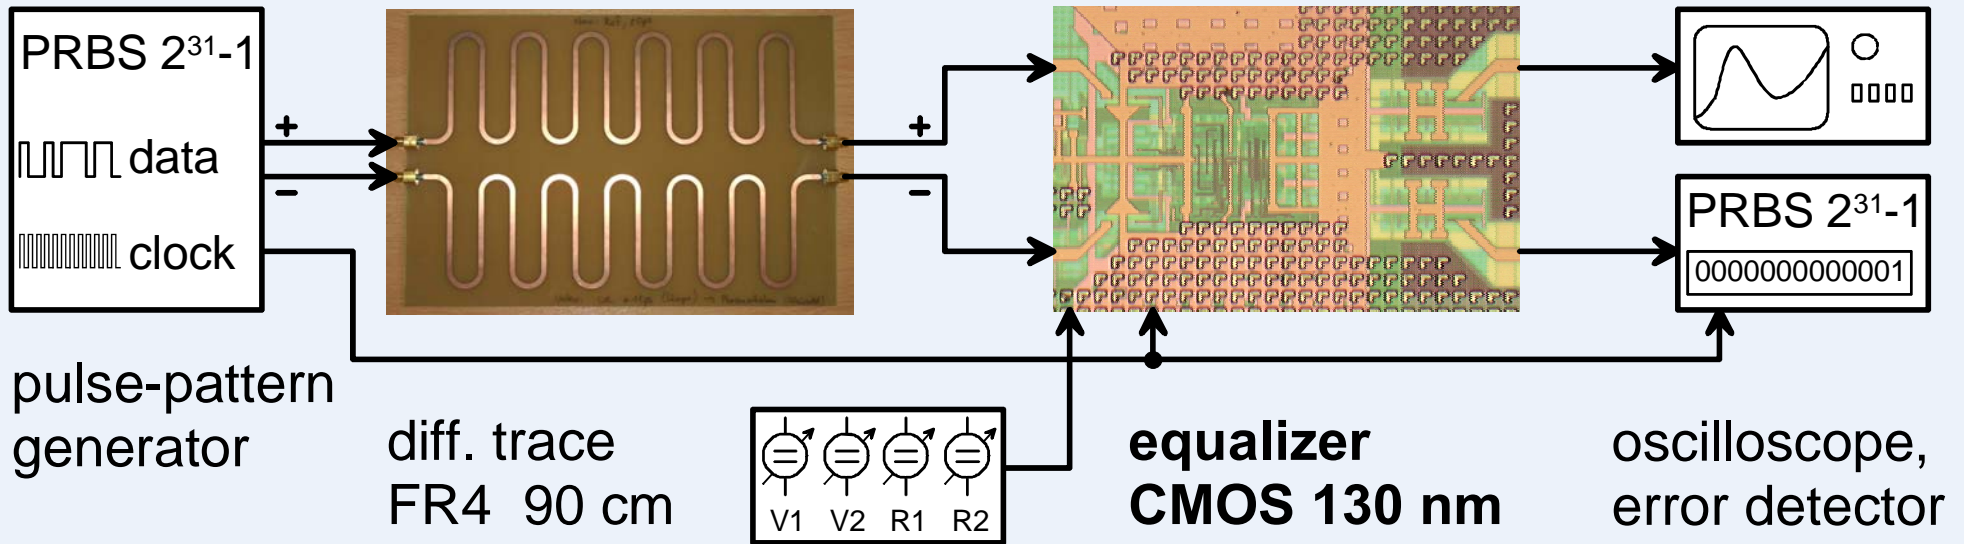 PRBS 2³¹-1
data
clock
+
−
+
−
PRBS 2³¹-1
0000000000001
pulse-pattern
generator
diff. trace
FR4 90 cm
V1 V2 R1 R2
equalizer
CMOS 130 nm
oscilloscope,
error detector